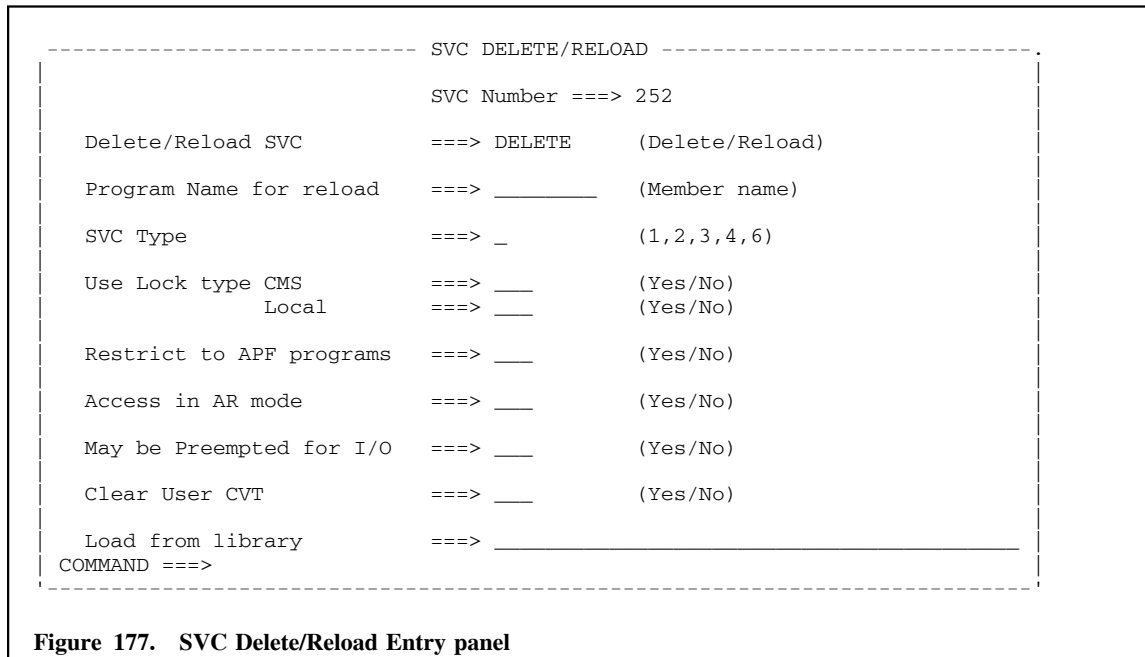 ---------------------------- SVC DELETE/RELOAD ----------------------------.
SVC Number ===> 252
Delete/Reload SVC ===> DELETE (Delete/Reload)
Program Name for reload ===> ________ (Member name)
SVC Type ===> _ (1,2,3,4,6)
Use Lock type CMS ===> ___ (Yes/No)
Local ===> ___ (Yes/No)
Restrict to APF programs ===> ___ (Yes/No)
Access in AR mode ===> ___ (Yes/No)
May be Preempted for I/O ===> ___ (Yes/No)
Clear User CVT ===> ___ (Yes/No)
Load from library ===> _________________________________________
COMMAND ===>
Figure 177. SVC Delete/Reload Entry panel